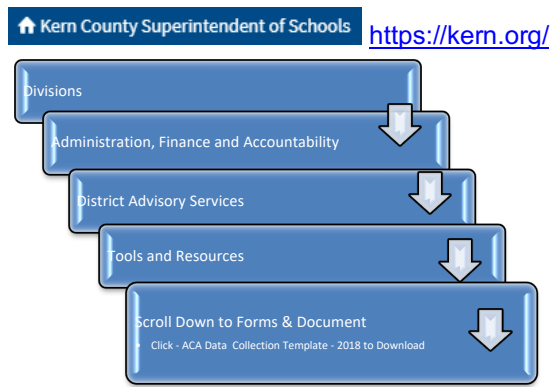 Kern County Superintendent of Schools https://kern.org/
Divisions
Administration, Finance and Accountability
District Advisory Services
Tools and Resources
Scroll Down to Forms & Document
• Click - ACA Data Collection Template - 2018 to Download